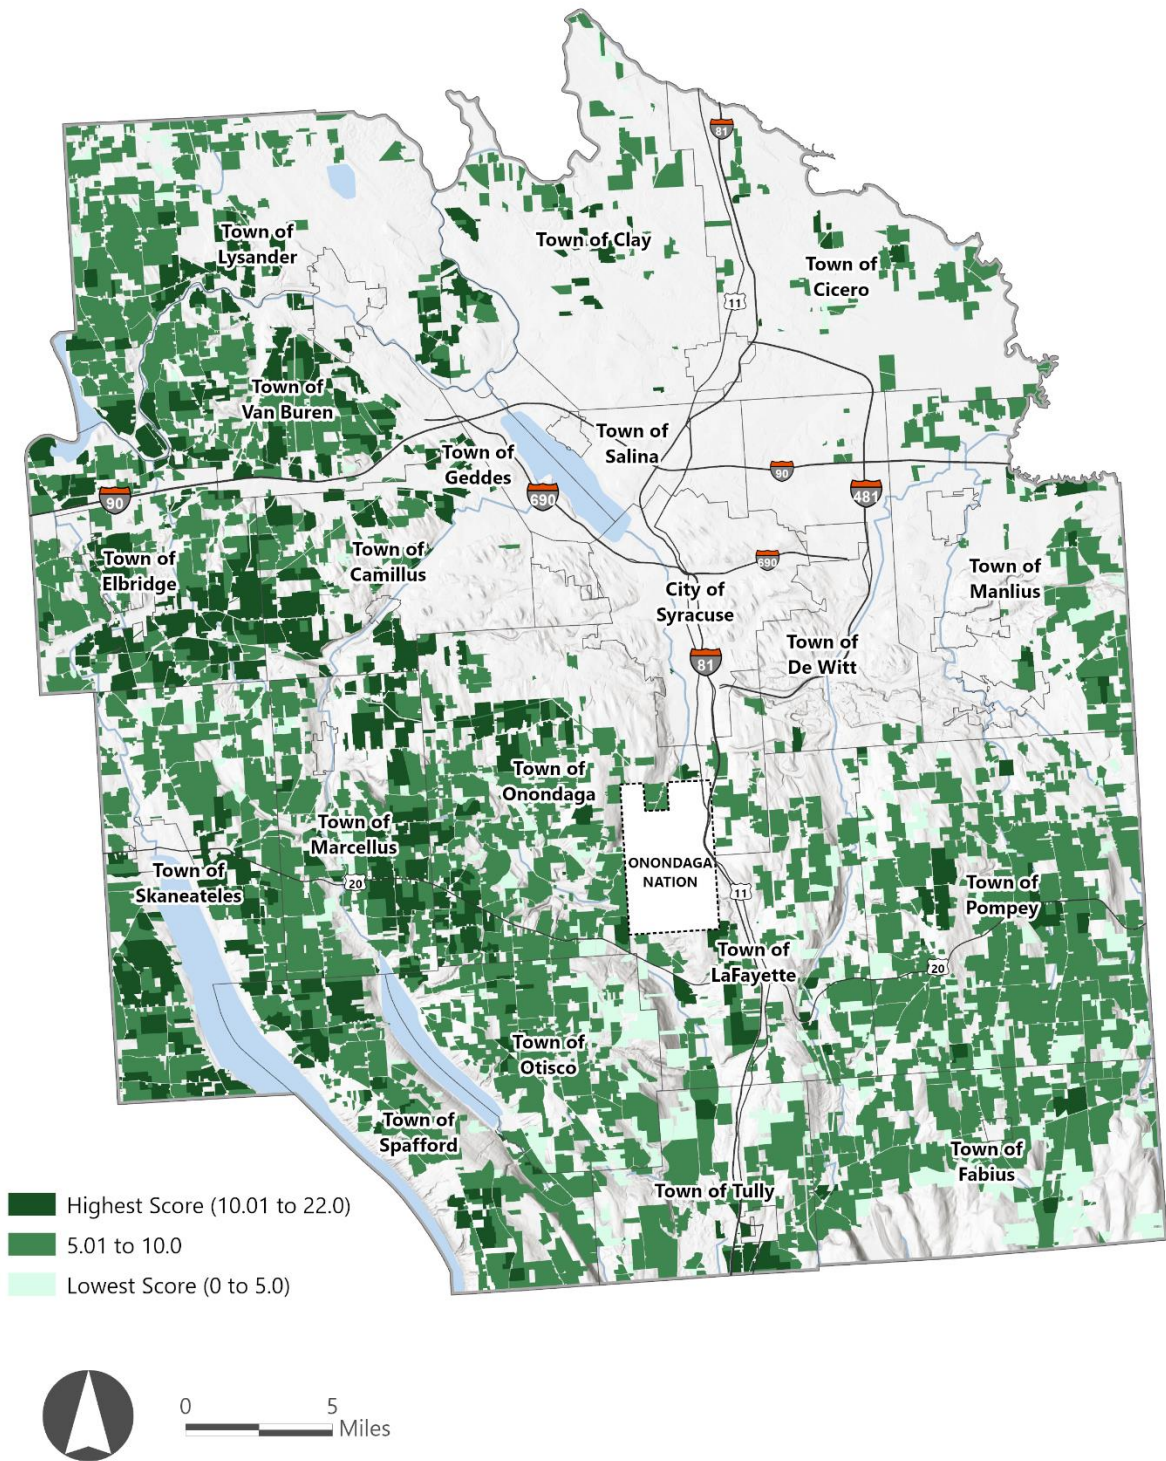 81
Town of
Lysander
Town of Clay
Town of
Cicero
11
Town of
Van Buren
Town of
Geddes
Town of
Salina
90
690
90
481
Town of
Elbridge
Town of
Camillus
690
City of
Syracuse
Town of
Manlius
Town of
De Witt
81
Town of
Onondaga
Town of
Marcellus
ONONDAGA
NATION
Town of
Skaneateles
20
11
Town of
Pompey
Town of
LaFayette
20
Town of
Otisco
Town of
Spafford
Town of
Fabius
Town of Tully
Highest Score (10.01 to 22.0)
5.01 to 10.0
Lowest Score (0 to 5.0)
0 5
Miles